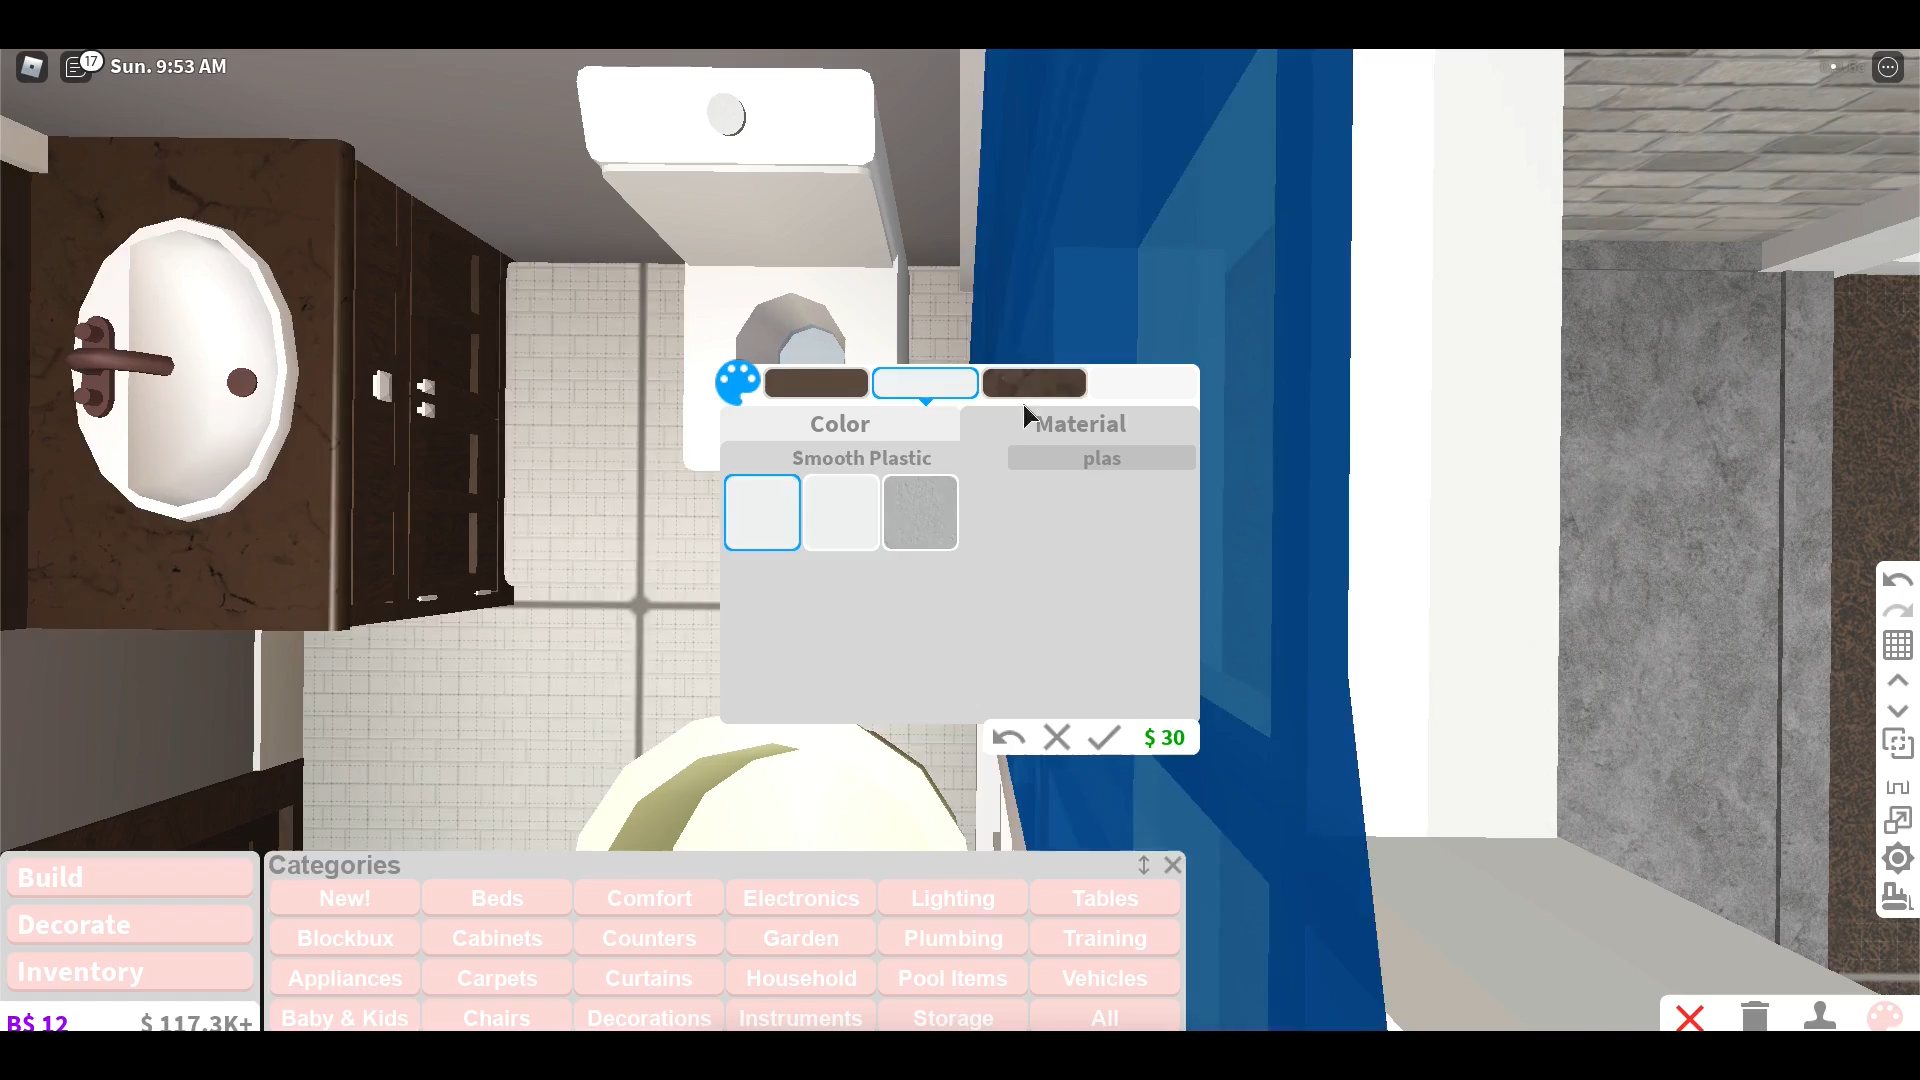 17 Sun. 9:53 AM
Color Material
Smooth Plastic plas
$ 30
Categories
Build
Decorate
Inventory
New! Beds Comfort Electronics Lighting Tables
Blockbux Cabinets Counters Garden Plumbing Training
Appliances Carpets Curtains Household Pool Items Vehicles
Baby & Kids Chairs Decorations Instruments Storage All
B$ 12 $ 117.3K+